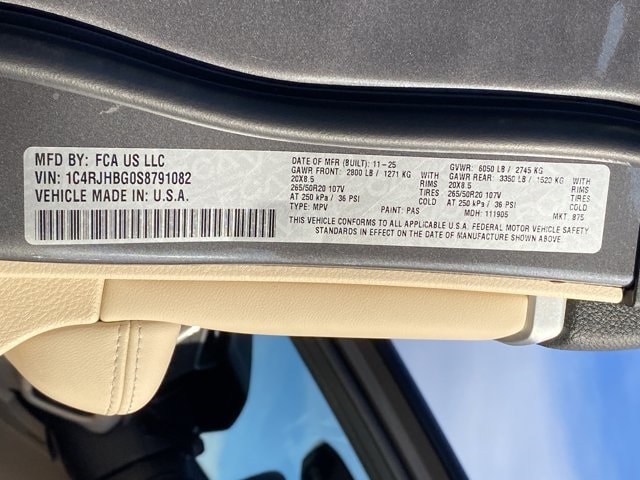 MFD BY: FCA US LLC
VIN: 1C4RJHBG0S8791082
VEHICLE MADE IN: U.S.A.
DATE OF MFR (BUILT): 11-25 GVWR: 6050 LB / 2745 KG
GAWR FRONT: 2800 LB / 1271 KG WITH GAWR REAR: 3350 LB / 1520 KG WITH
20X8.5 RIMS 20X8.5 RIMS
265/50R20 107V TIRES 265/50R20 107V TIRES
AT 250 kPa / 36 PSI COLD AT 250 kPa / 36 PSI COLD
TYPE: MPV PAINT: PAS MDH: 111905 MKT: 875
THIS VEHICLE CONFORMS TO ALL APPLICABLE U.S.A. FEDERAL MOTOR VEHICLE SAFETY
STANDARDS IN EFFECT ON THE DATE OF MANUFACTURE SHOWN ABOVE.